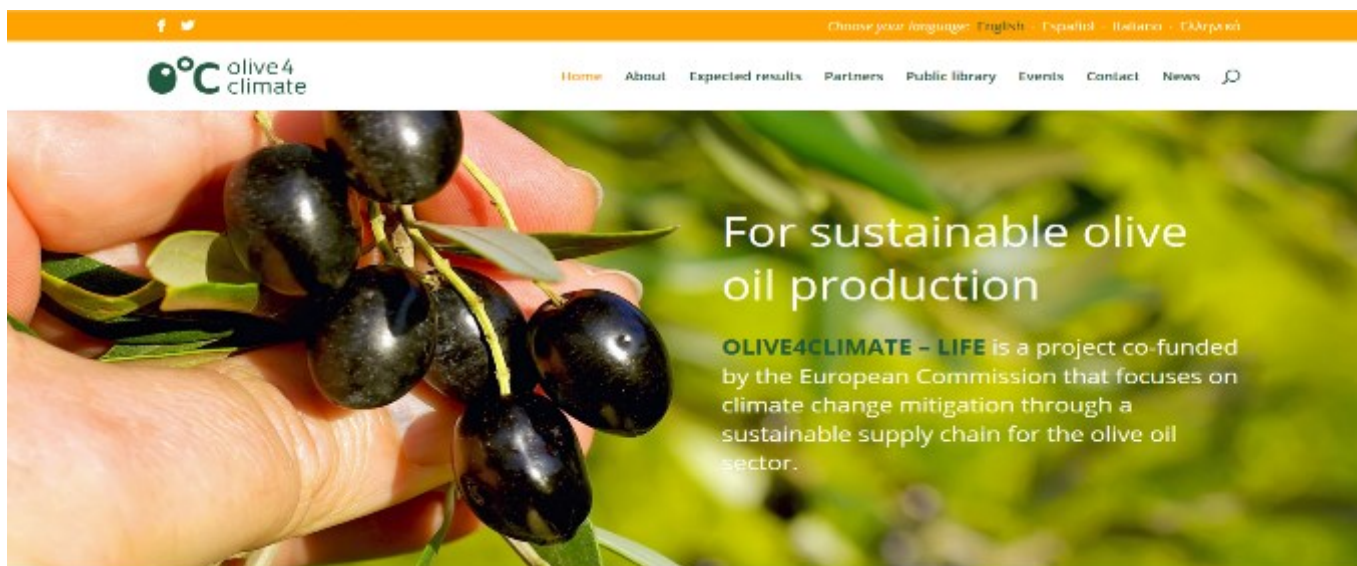 Choose your language: English - Español - Italiano - Ελληνικά
olive4
climate
Home About Expected results Partners Public library Events Contact News
For sustainable olive
oil production
OLIVE4CLIMATE – LIFE is a project co-funded
by the European Commission that focuses on
climate change mitigation through a
sustainable supply chain for the olive oil
sector.